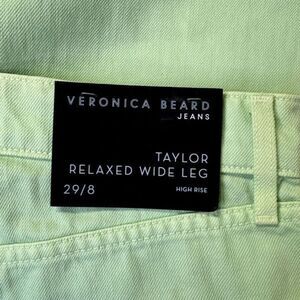 VERONICA BEARD
JEANS
TAYLOR
RELAXED WIDE LEG
29/8 HIGH RISE